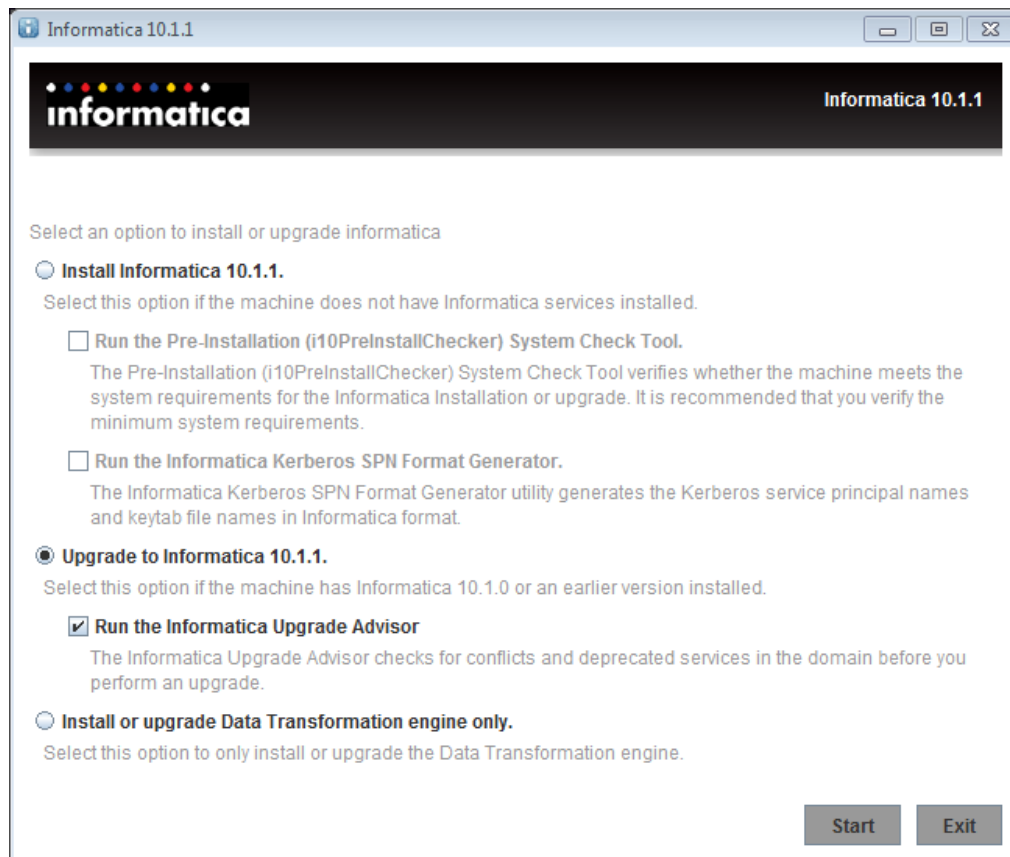 Informatica 10.1.1
informatica
Informatica 10.1.1
Select an option to install or upgrade informatica
Install Informatica 10.1.1.
Select this option if the machine does not have Informatica services installed.
Run the Pre-Installation (i10PreInstallChecker) System Check Tool.
The Pre-Installation (i10PreInstallChecker) System Check Tool verifies whether the machine meets the
system requirements for the Informatica Installation or upgrade. It is recommended that you verify the
minimum system requirements.
Run the Informatica Kerberos SPN Format Generator.
The Informatica Kerberos SPN Format Generator utility generates the Kerberos service principal names
and keytab file names in Informatica format.
Upgrade to Informatica 10.1.1.
Select this option if the machine has Informatica 10.1.0 or an earlier version installed.
Run the Informatica Upgrade Advisor
The Informatica Upgrade Advisor checks for conflicts and deprecated services in the domain before you
perform an upgrade.
Install or upgrade Data Transformation engine only.
Select this option to only install or upgrade the Data Transformation engine.
Start Exit